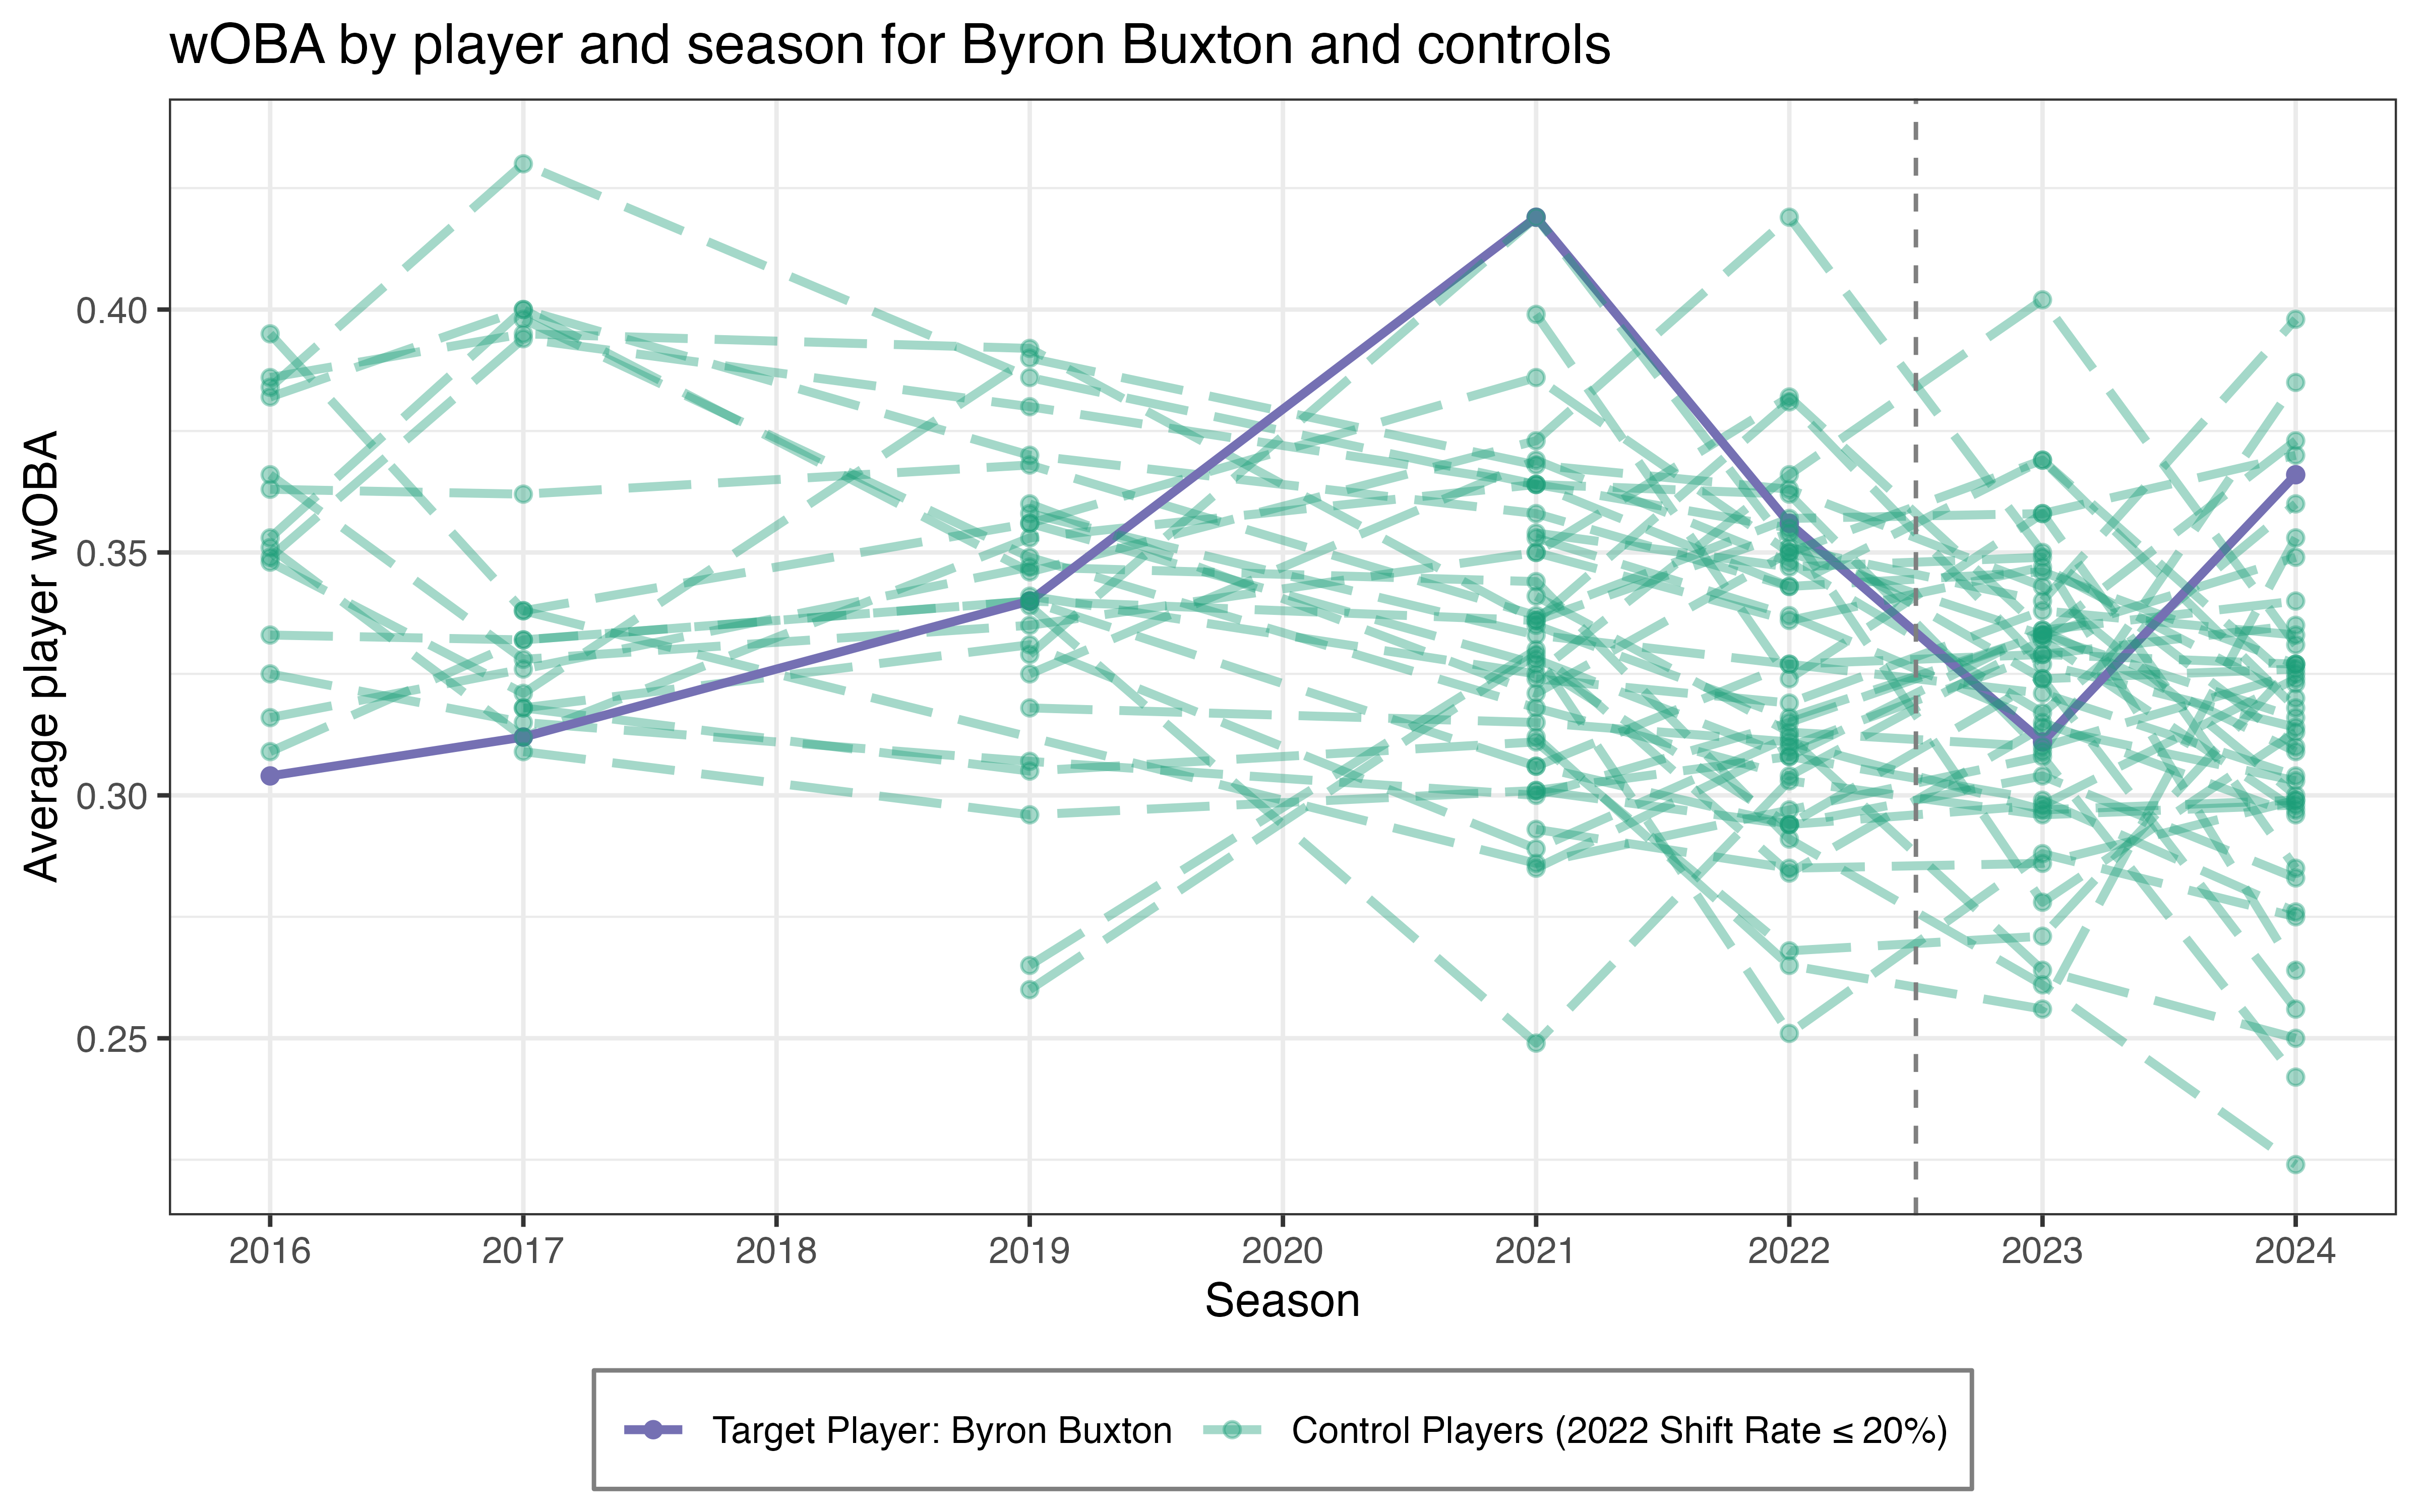 wOBA by player and season for Byron Buxton and controls
Average player wOBA
0.40
0.35
0.30
0.25
2016 2017 2018 2019 2020 2021 2022 2023 2024
Season
Target Player: Byron Buxton Control Players (2022 Shift Rate ≤ 20%)